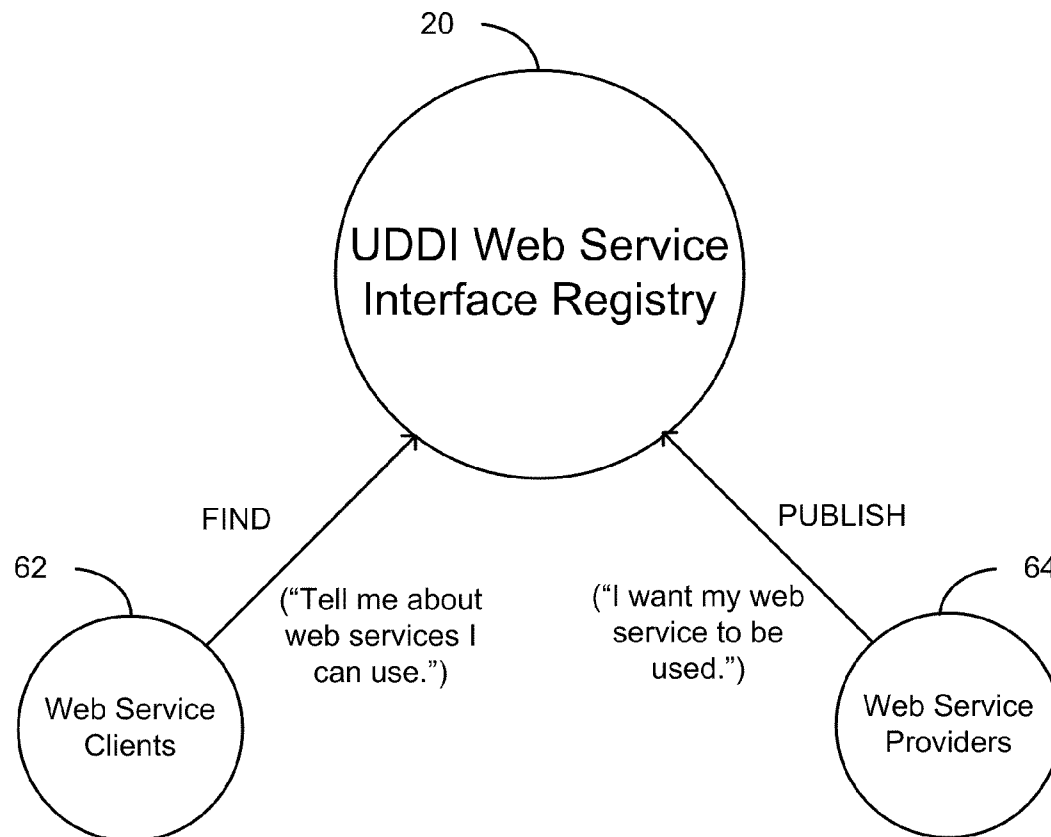 20
UDDI Web Service
Interface Registry
FIND
PUBLISH
62
64
("Tell me about
web services I
can use.")
("I want my web
service to be
used.")
Web Service
Clients
Web Service
Providers